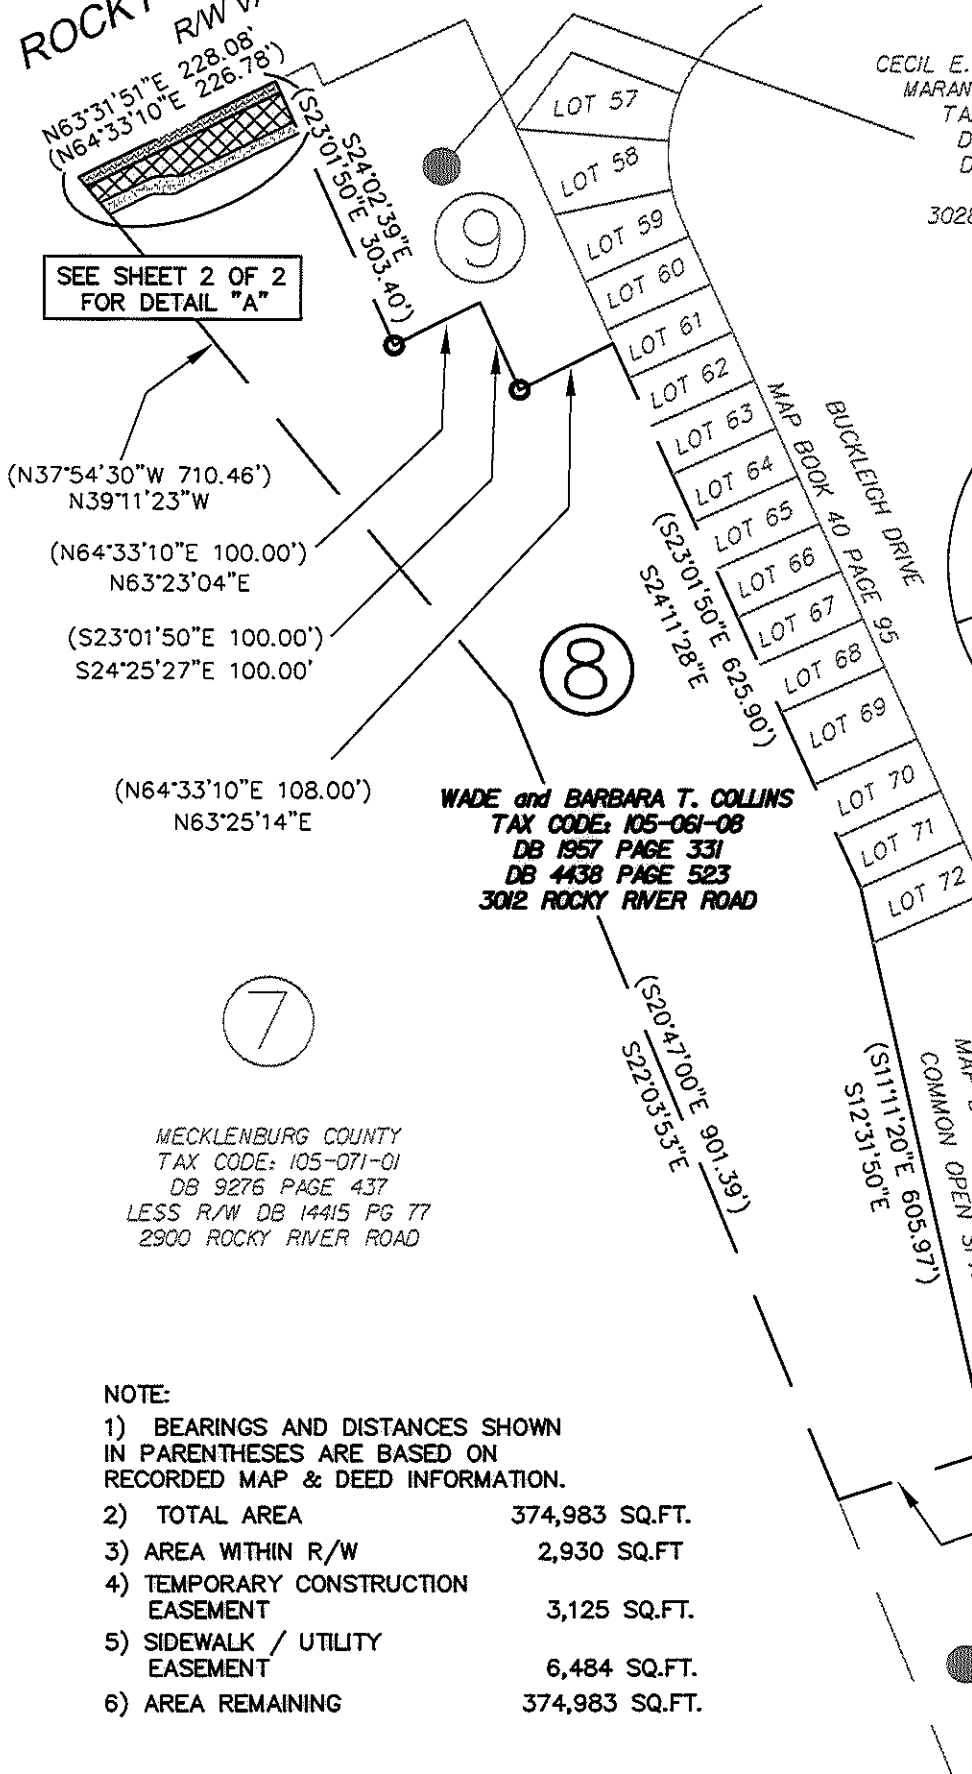 ROCKY
R/W
N63°31'51"E 228.08'
(N64°33'10"E 226.78')
S24°02'39"E
(S23°01'50"E 303.40')
SEE SHEET 2 OF 2
FOR DETAIL "A"
9
LOT 57
LOT 58
LOT 59
LOT 60
LOT 61
LOT 62
LOT 63
LOT 64
LOT 65
LOT 66
LOT 67
LOT 68
LOT 69
LOT 70
LOT 71
LOT 72
CECIL E.
MARAN
TA
D
D
3028
BUCKLEIGH DRIVE
MAP BOOK 40 PAGE 95
(N37°54'30"W 710.46')
N39°11'23"W
(N64°33'10"E 100.00')
N63°23'04"E
(S23°01'50"E 100.00')
S24°25'27"E 100.00'
(N64°33'10"E 108.00')
N63°25'14"E
(S23°01'50"E 625.90')
S24°11'28"E
8
WADE and BARBARA T. COLLINS
TAX CODE: 105-061-08
DB 1957 PAGE 331
DB 4438 PAGE 523
3012 ROCKY RIVER ROAD
(S20°47'00"E 901.39')
S22°03'53"E
MAP
COMMON OPEN
(S11°11'20"E 605.97')
S12°31'50"E
7
MECKLENBURG COUNTY
TAX CODE: 105-071-01
DB 9276 PAGE 437
LESS R/W DB 14415 PG 77
2900 ROCKY RIVER ROAD
NOTE:
1) BEARINGS AND DISTANCES SHOWN
IN PARENTHESES ARE BASED ON
RECORDED MAP & DEED INFORMATION.
2) TOTAL AREA 374,983 SQ.FT.
3) AREA WITHIN R/W 2,930 SQ.FT
4) TEMPORARY CONSTRUCTION
EASEMENT 3,125 SQ.FT.
5) SIDEWALK / UTILITY
EASEMENT 6,484 SQ.FT.
6) AREA REMAINING 374,983 SQ.FT.